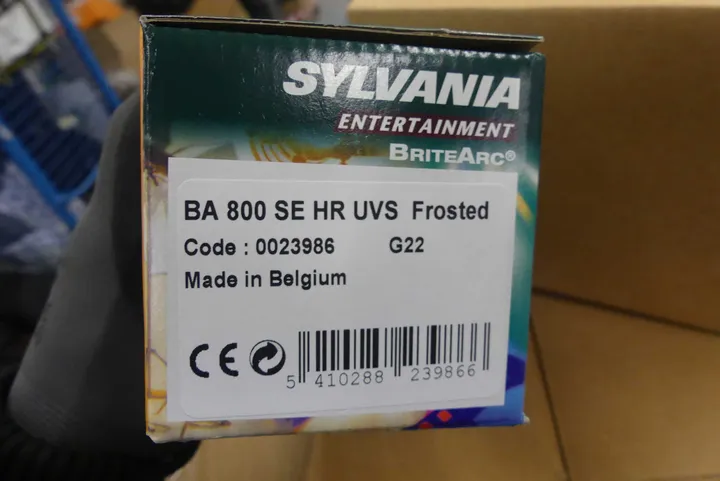 SYLVANIA
ENTERTAINMENT
BRITEARC®
BA 800 SE HR UVS Frosted
Code : 0023986 G22
Made in Belgium
CE
5 410288 239866